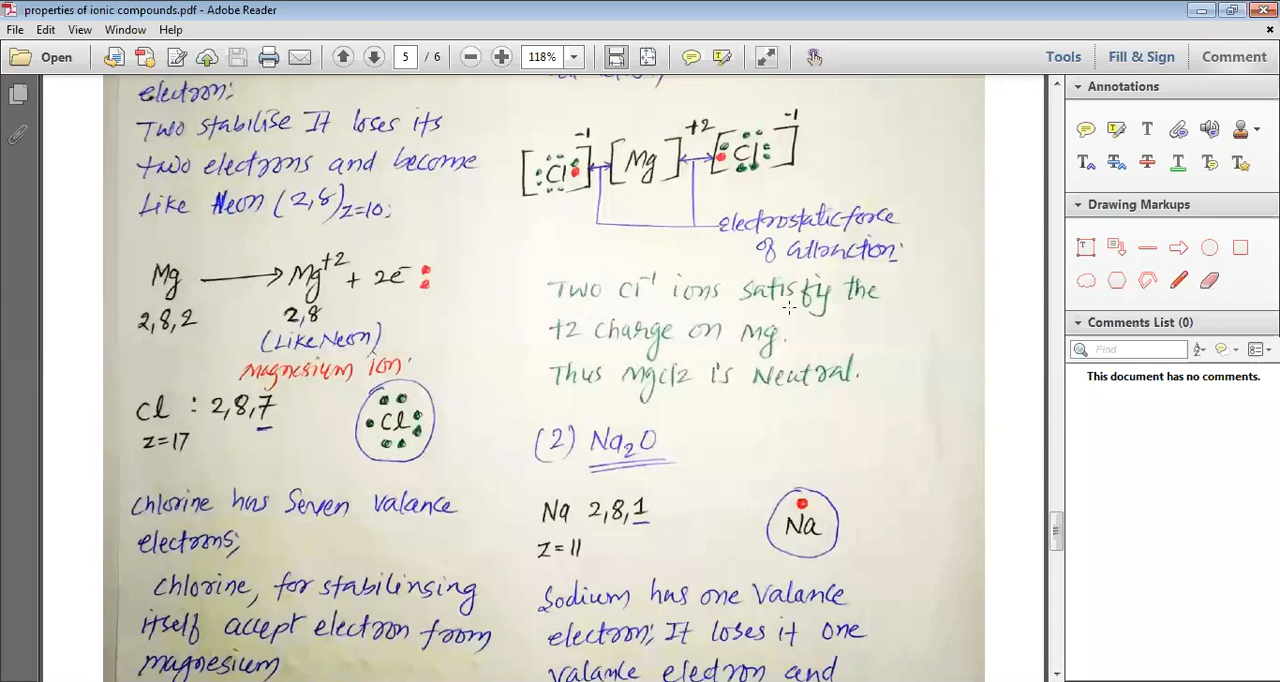 properties of ionic compounds.pdf - Adobe Reader
File Edit View Window Help
Open 5 / 6 118% Tools Fill & Sign Comment
electron:
Two stabilise It loses its
two electrons and become
Like Neon (2,8) z=10;
Mg ⟶ Mg+2 + 2e-
2,8,2 2,8
(Like Neon)
Magnesium ion
Cl : 2,8,7
z=17
Cl
Chlorine has Seven valance
electrons;
Chlorine, for stabilinsing
itself accept electron from
magnesium
[Cl]-1 [Mg]+2 [Cl]-1
Electrostatic force
of attraction:
Two Cl-1 ions satisfy the
+2 charge on Mg.
Thus MgCl2 is Neutral.
(2) Na2O
Na 2,8,1
z=11
Na
Sodium has one valance
electron; It loses it one
valance electron and
Annotations
Drawing Markups
Comments List (0)
Find
This document has no comments.